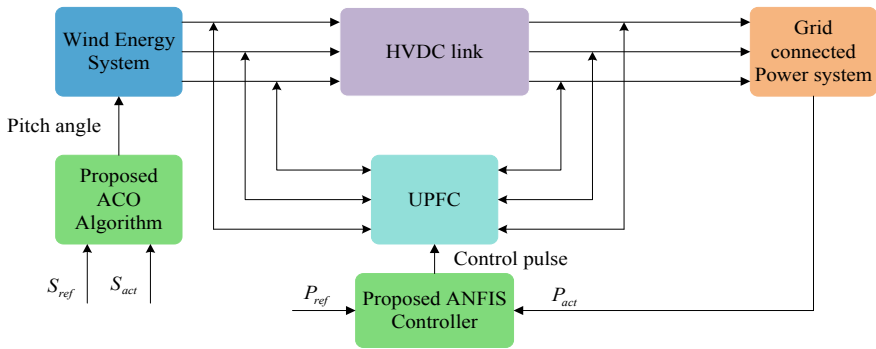 Wind Energy
System
HVDC link
Grid
connected
Power system
Pitch angle
Proposed
ACO
Algorithm
UPFC
Control pulse
S_ref
S_act
P_ref
Proposed ANFIS
Controller
P_act